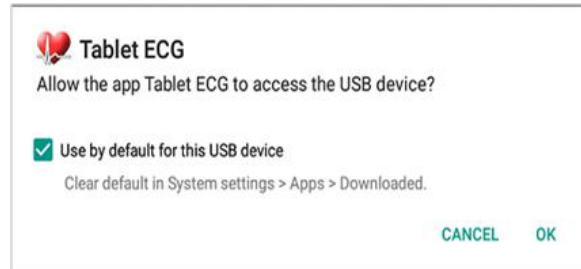 Tablet ECG
Allow the app Tablet ECG to access the USB device?
Use by default for this USB device
Clear default in System settings > Apps > Downloaded.
CANCEL OK